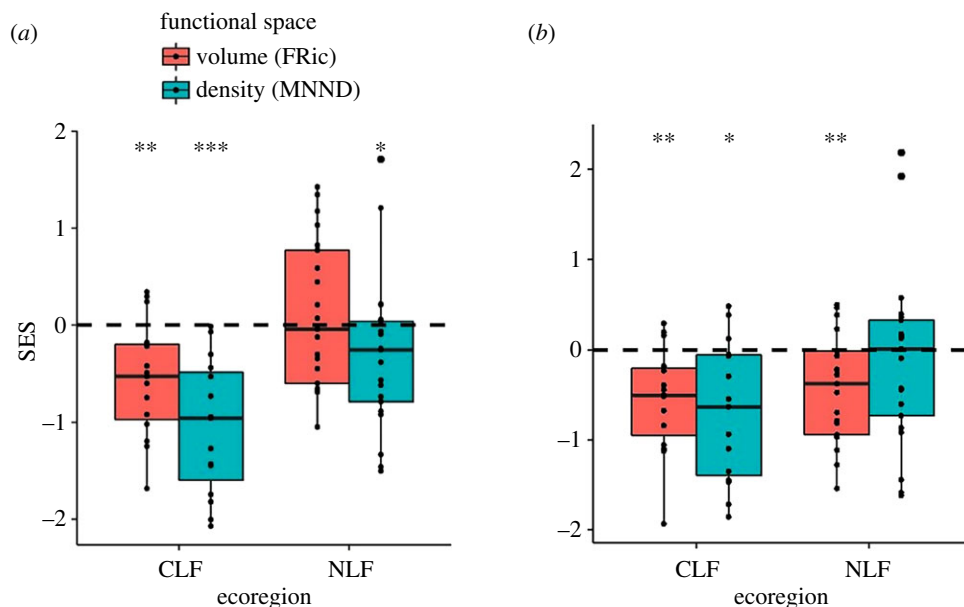 functional space
(a)
volume (FRic)
density (MNND)
** *** *
2
1
0
−1
−2
SES
CLF NLF
ecoregion
(b)
** * **
2
1
0
−1
−2
CLF NLF
ecoregion